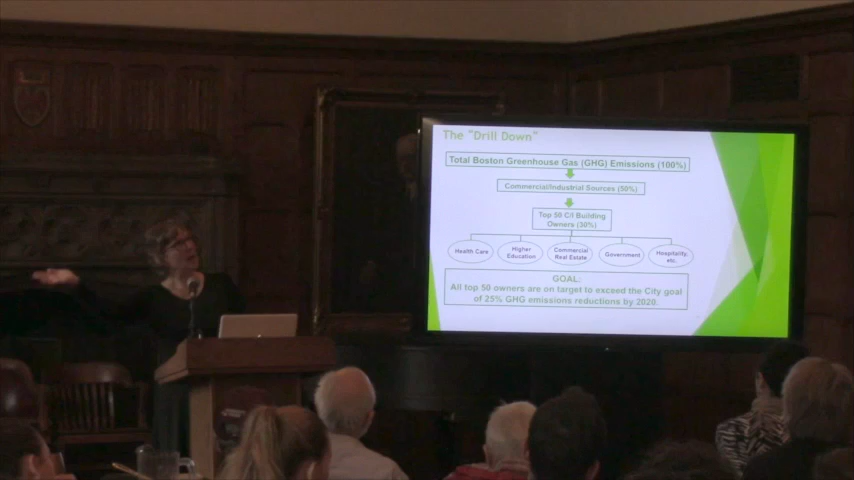 The "Drill Down"
Total Boston Greenhouse Gas (GHG) Emissions (100%)
Commercial/Industrial Sources (50%)
Top 50 C/I Building
Owners (30%)
Health Care
Higher
Education
Commercial
Real Estate
Government
Hospitality,
etc.
GOAL:
All top 50 owners are on target to exceed the City goal
of 25% GHG emissions reductions by 2020.